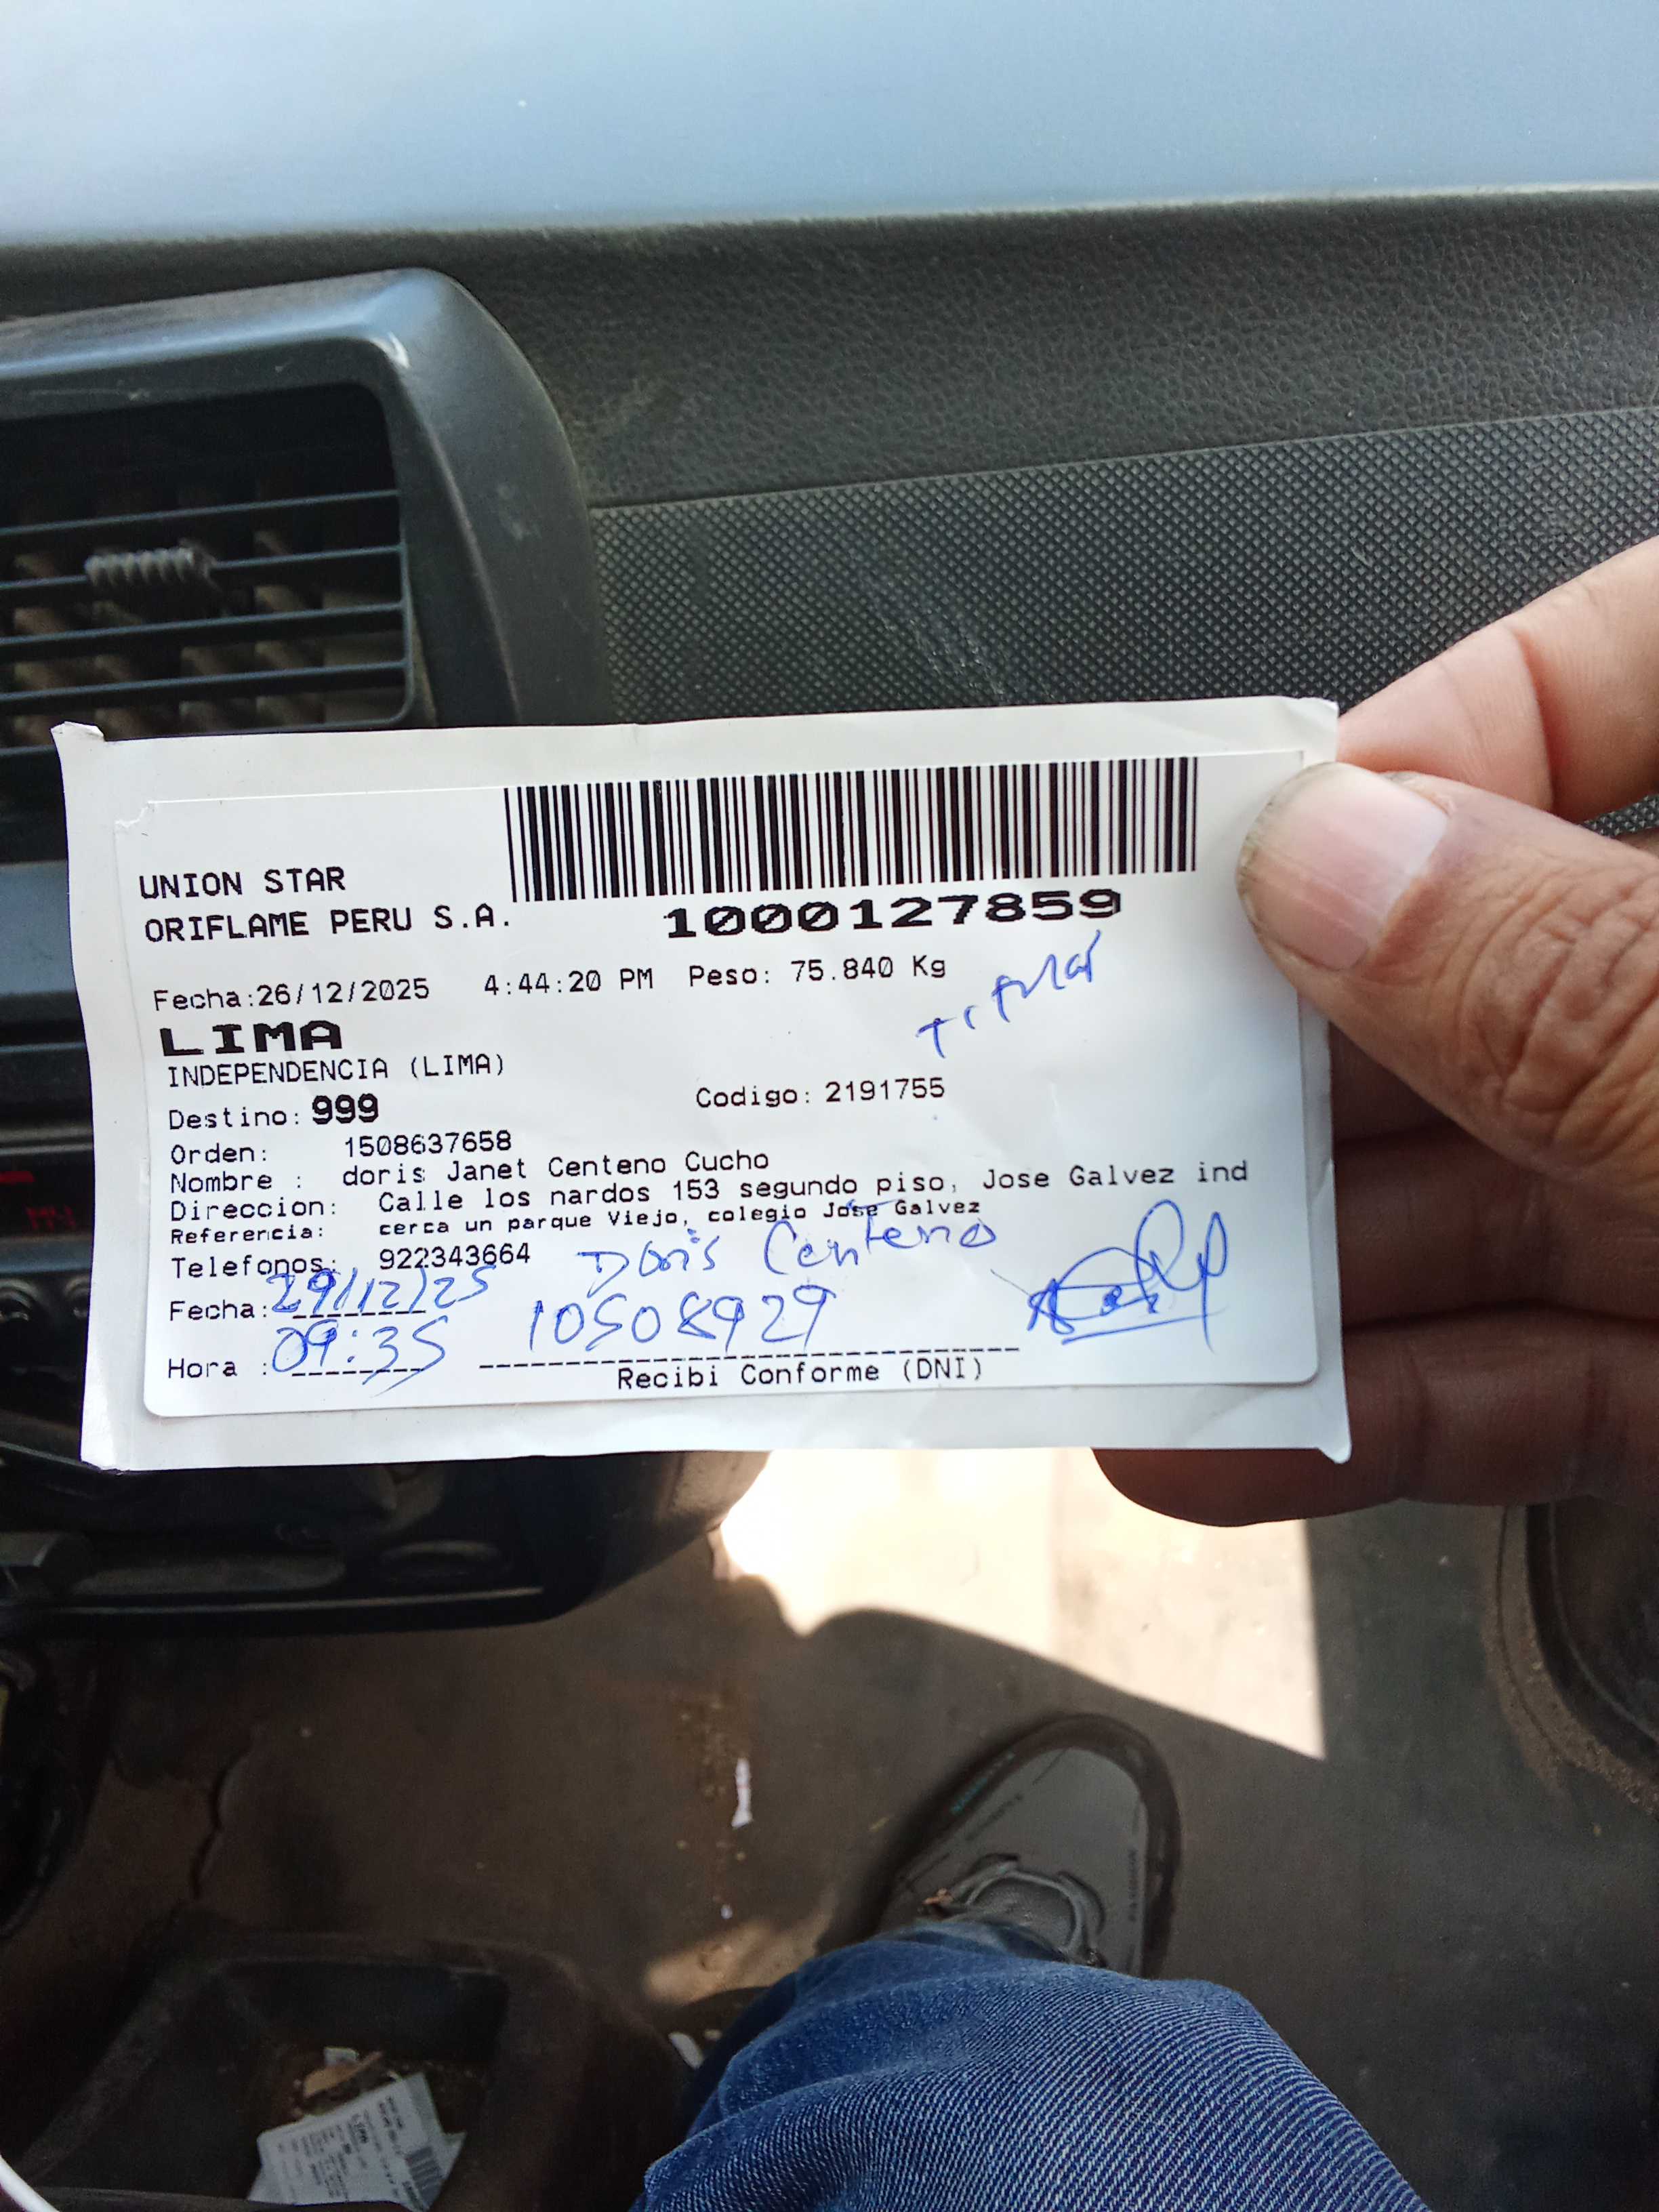 UNION STAR
ORIFLAME PERU S.A.
1000127859
Fecha:26/12/2025 4:44:20 PM Peso: 75.840 Kg
Titular
LIMA
INDEPENDENCIA (LIMA)
Destino: 999 Codigo: 2191755
Orden: 1508637658
Nombre : doris Janet Centeno Cucho
Direccion: Calle los nardos 153 segundo piso, Jose Galvez ind
Referencia: cerca un parque Viejo, colegio Jose Galvez
Telefonos: 922343664 Doris Centeno
Fecha: 29/12/25 10508929
Hora : 09:35
Recibi Conforme (DNI)